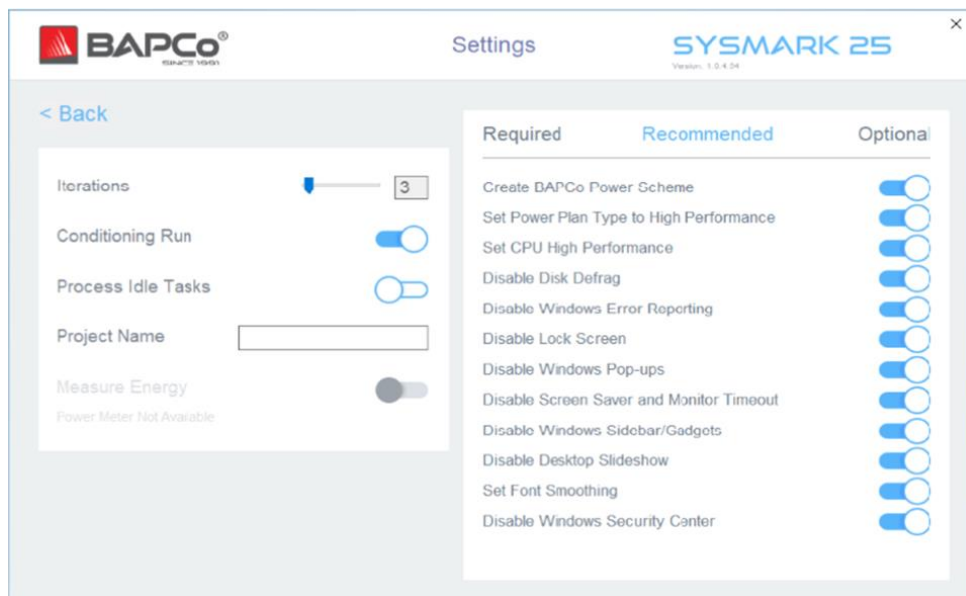 BAPCo®
SINCE 1991
Settings
SYSMARK 25
Version: 1.0.4.04
×
< Back
Iterations
3
Conditioning Run
Process Idle Tasks
Project Name
Measure Energy
Power Meter Not Available
Required Recommended Optional
Create BAPCo Power Scheme
Set Power Plan Type to High Performance
Set CPU High Performance
Disable Disk Defrag
Disable Windows Error Reporting
Disable Lock Screen
Disable Windows Pop-ups
Disable Screen Saver and Monitor Timeout
Disable Windows Sidebar/Gadgets
Disable Desktop Slideshow
Set Font Smoothing
Disable Windows Security Center